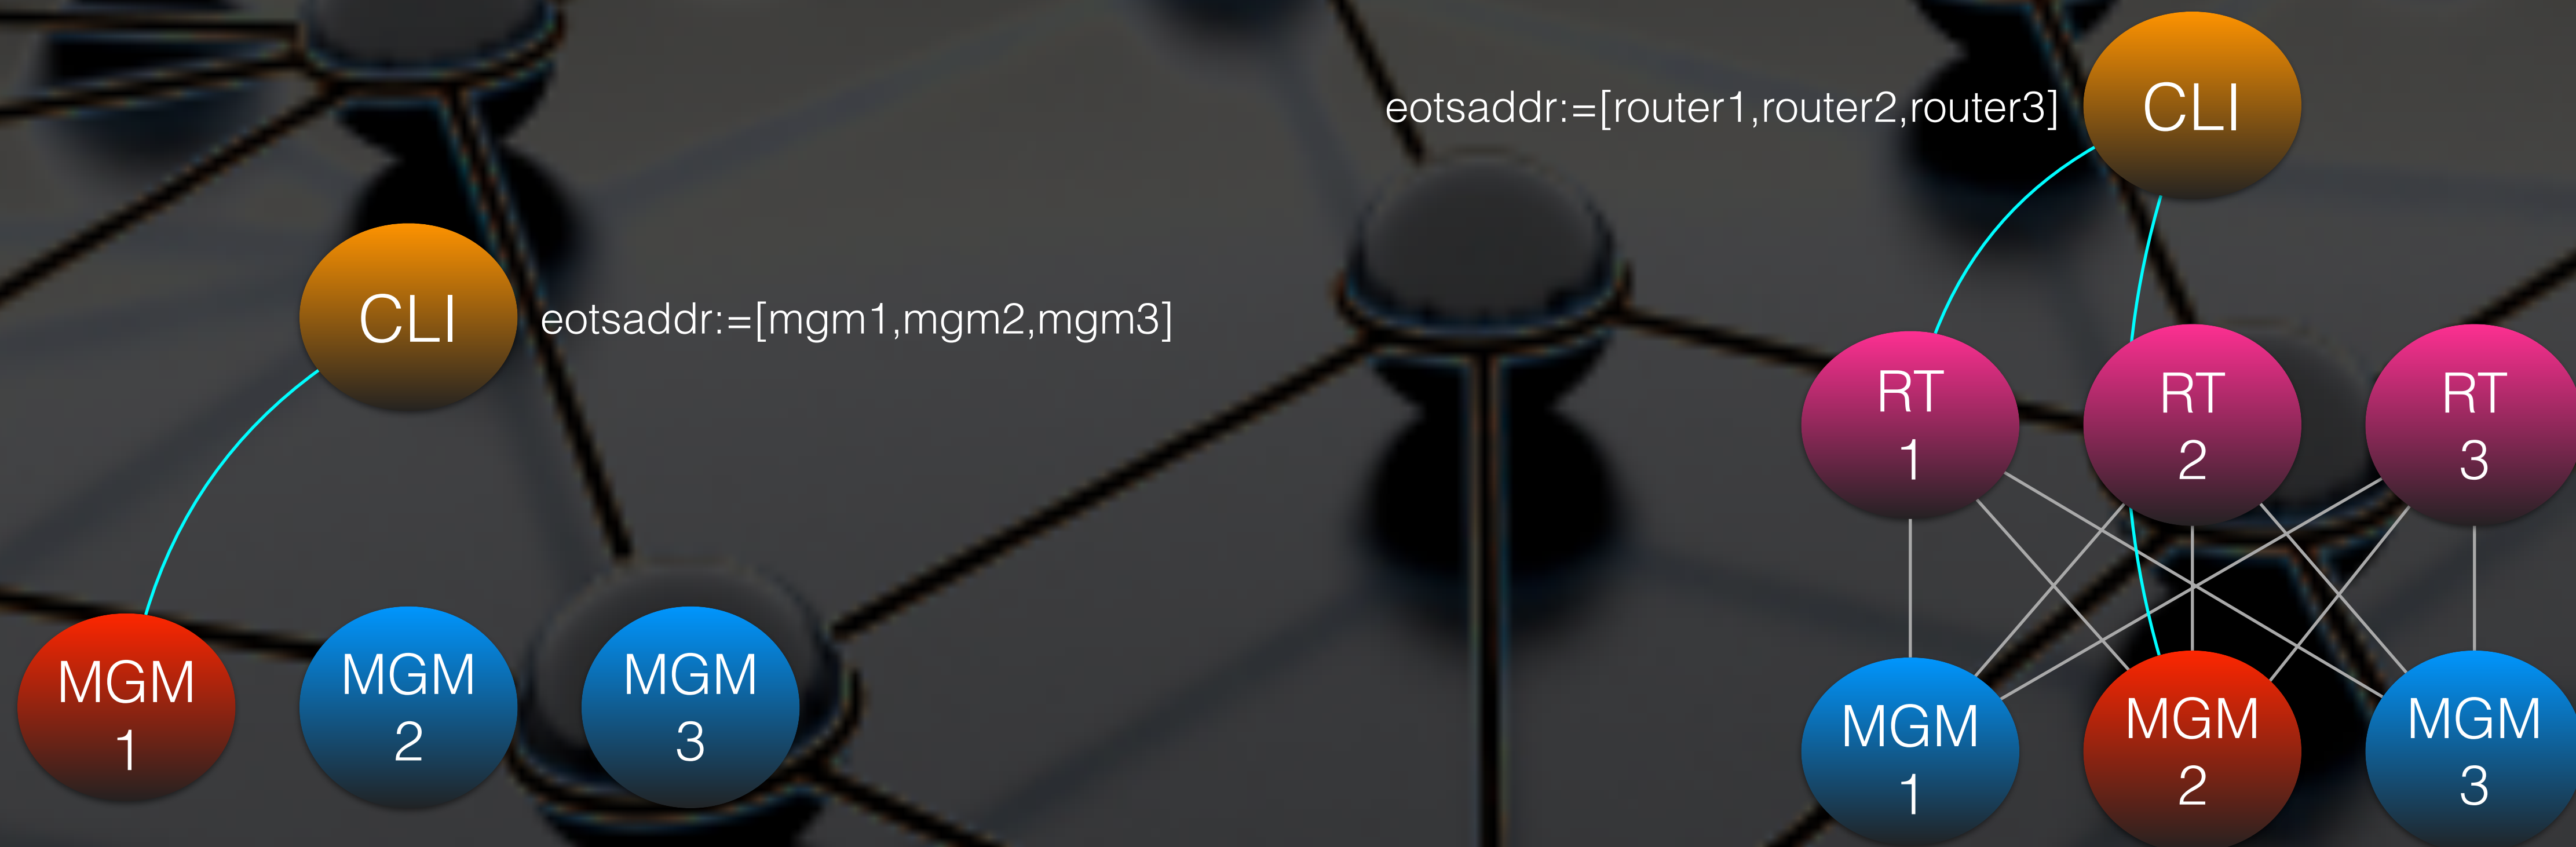 CLI
eotsaddr:=[mgm1,mgm2,mgm3]
MGM
1
MGM
2
MGM
3
eotsaddr:=[router1,router2,router3]
CLI
RT
1
RT
2
RT
3
MGM
1
MGM
2
MGM
3